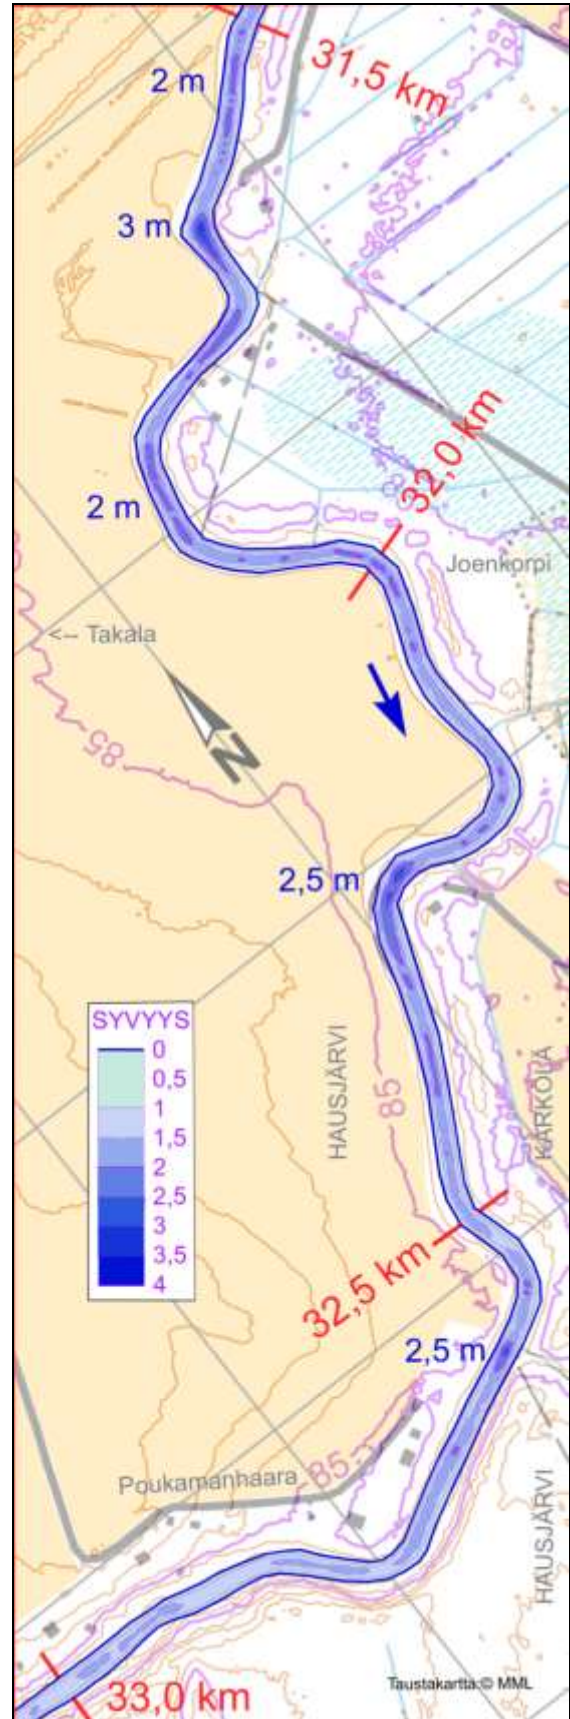 2 m
31,5 km
3 m
32,0 km
2 m
Joenkorpi
<-- Takala
N
85
2,5 m
SYVYYS
0
0,5
1
1,5
2
2,5
3
3,5
4
HAUSJÄRVI
85
KÄRKÖLÄ
32,5 km
2,5 m
85
Poukamanhaara
HAUSJÄRVI
Taustakartta:© MML
33,0 km